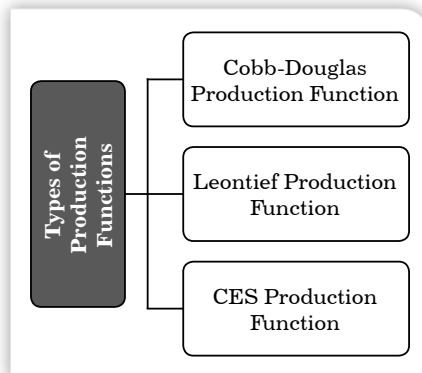 Types of
Production
Functions
Cobb-Douglas
Production Function
Leontief Production
Function
CES Production
Function